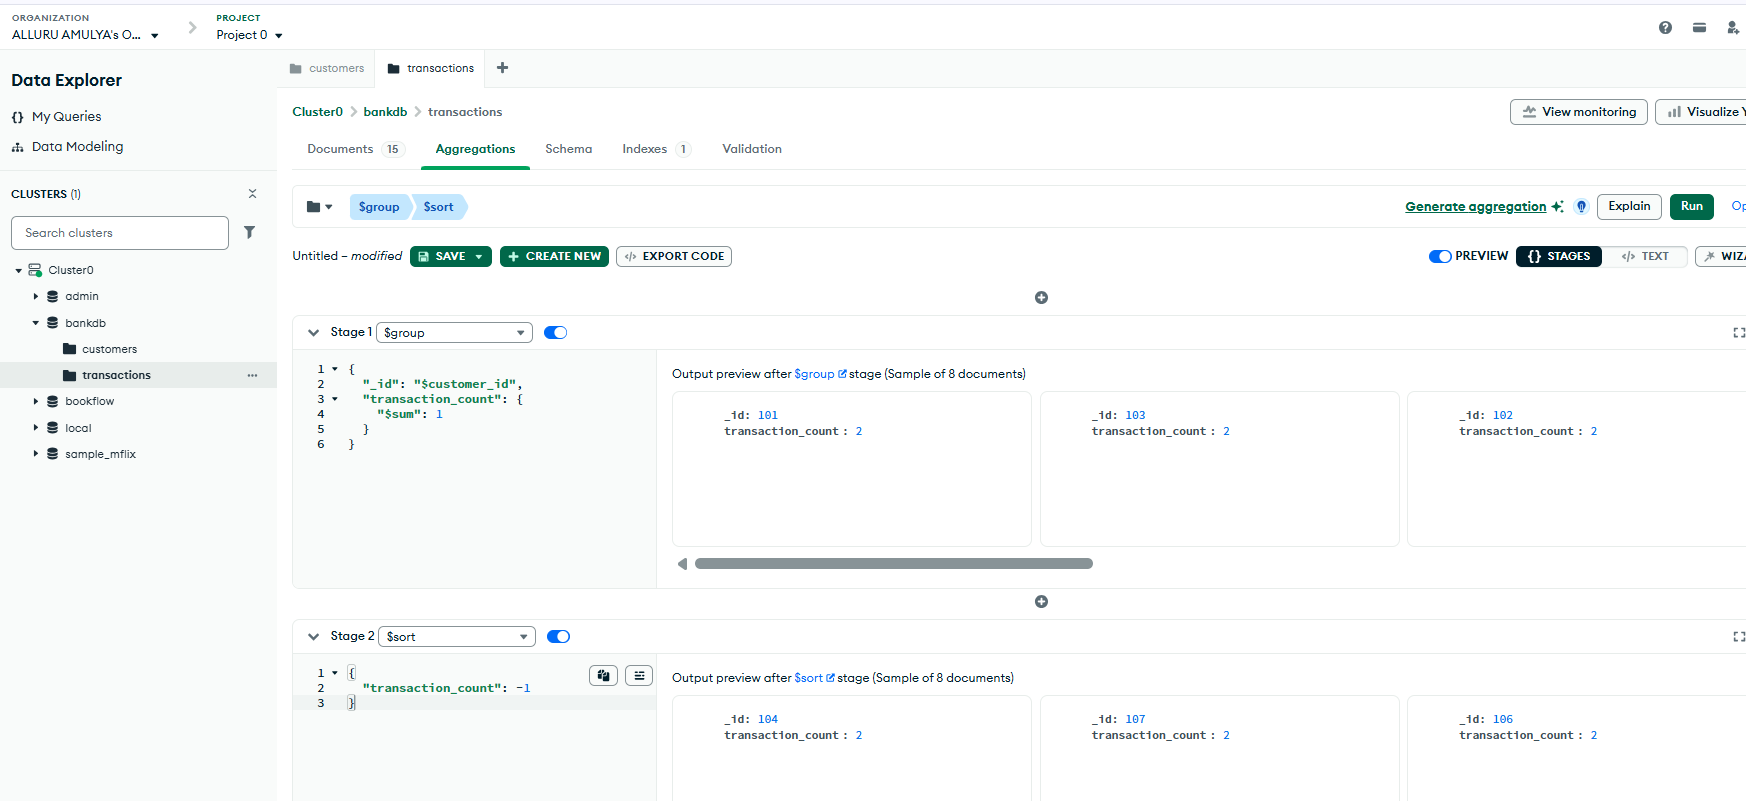 ORGANIZATION
ALLURU AMULYA's O...
PROJECT
Project 0
Data Explorer
My Queries
Data Modeling
CLUSTERS (1)
Search clusters
Cluster0
admin
bankdb
customers
transactions
bookflow
local
sample_mflix
customers
transactions
Cluster0 > bankdb > transactions
View monitoring
Visualize Y
Documents 15
Aggregations
Schema
Indexes 1
Validation
$group
$sort
Generate aggregation
Explain
Run
Op
Untitled – modified
SAVE
CREATE NEW
</> EXPORT CODE
PREVIEW
{} STAGES
</> TEXT
WIZA
Stage 1 $group
1 {
2 "_id": "$customer_id",
3 "transaction_count": {
4 "$sum": 1
5 }
6 }
Output preview after $group stage (Sample of 8 documents)
_id: 101
transaction_count : 2
_id: 103
transaction_count : 2
_id: 102
transaction_count : 2
Stage 2 $sort
1 {
2 "transaction_count": -1
3 }
Output preview after $sort stage (Sample of 8 documents)
_id: 104
transaction_count : 2
_id: 107
transaction_count : 2
_id: 106
transaction_count : 2